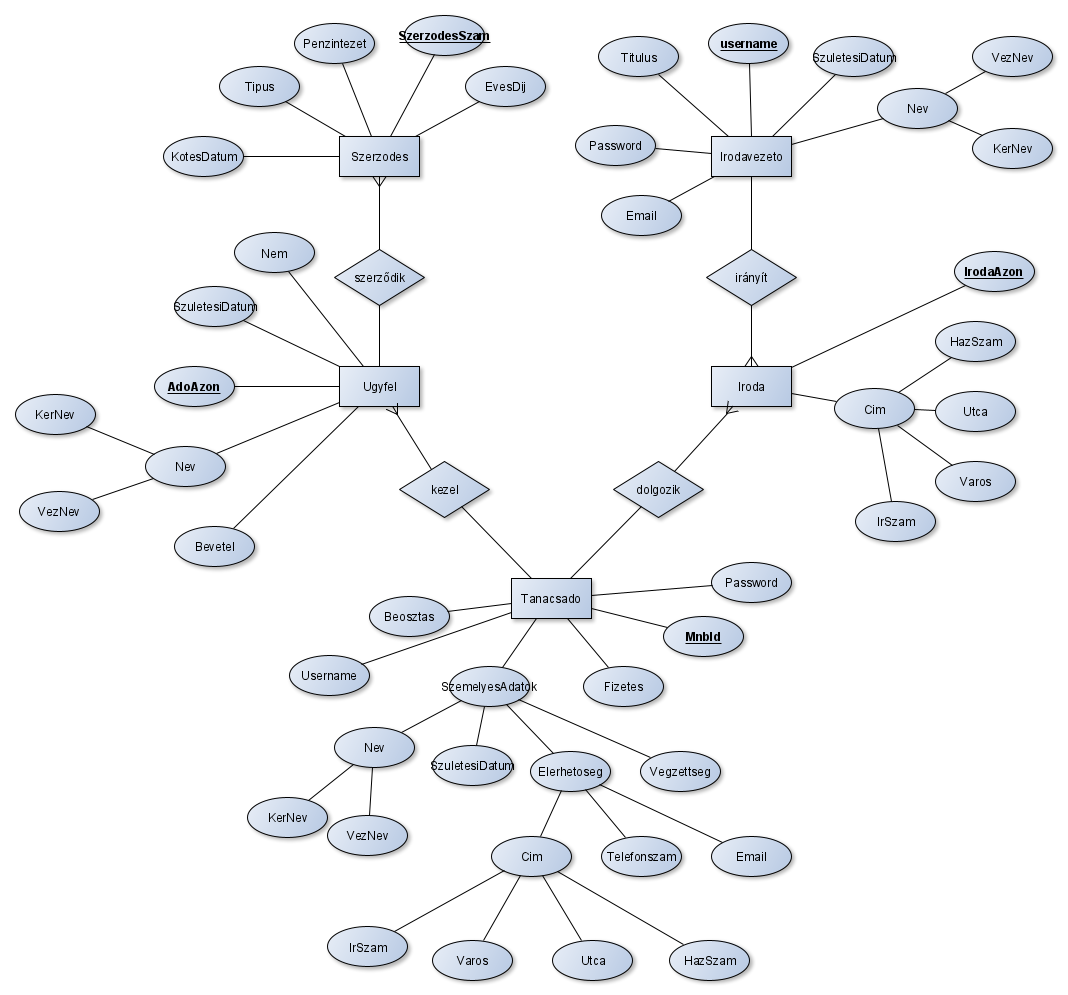 SzerzodesSzam
Penzintezet
Tipus
EvesDij
KotesDatum
Szerzodes
username
Titulus
SzuletesiDatum
VezNev
Nev
Password
KerNev
Irodavezeto
Email
Nem
szerződik
irányít
IrodaAzon
SzuletesiDatum
HazSzam
AdoAzon
Ugyfel
Iroda
Cim
Utca
KerNev
Nev
Varos
VezNev
kezel
dolgozik
IrSzam
Bevetel
Tanacsado
Password
Beosztas
MnbId
Username
SzemelyesAdatok
Fizetes
Nev
SzuletesiDatum
Elerhetoseg
Vegzettseg
KerNev
VezNev
Cim
Telefonszam
Email
IrSzam
Varos
Utca
HazSzam